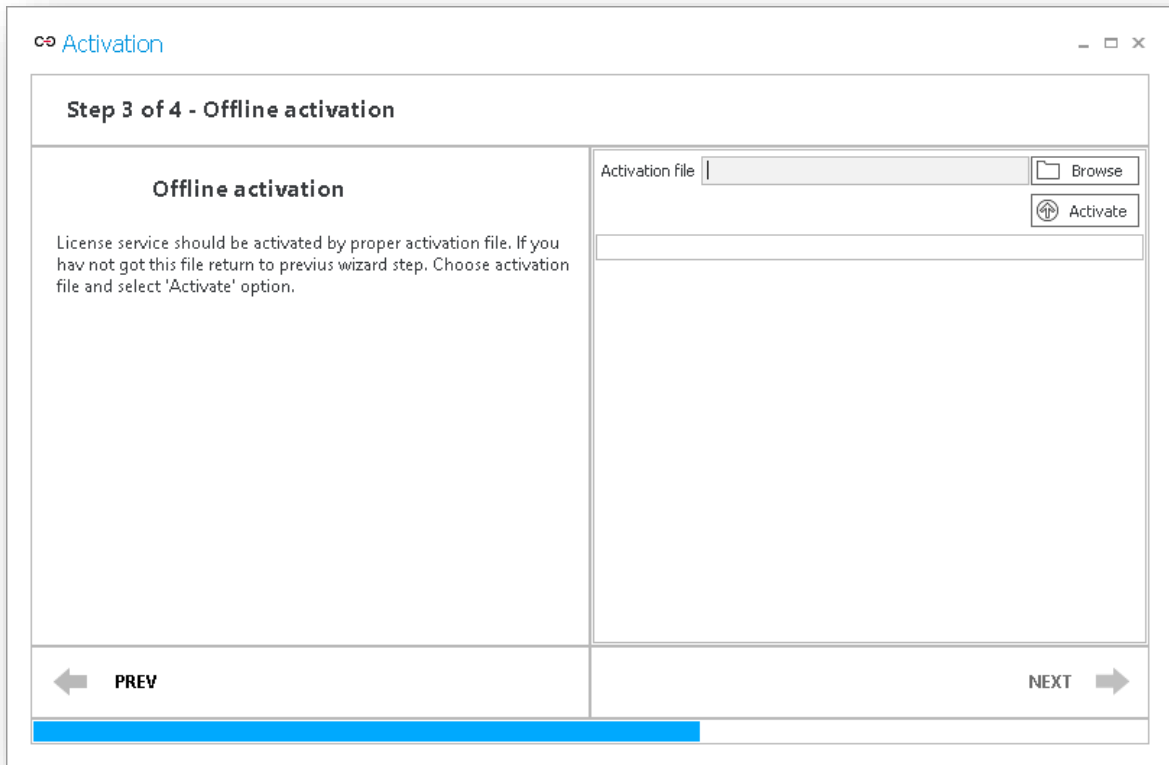 Activation
Step 3 of 4 - Offline activation
Offline activation
License service should be activated by proper activation file. If you
hav not got this file return to previus wizard step. Choose activation
file and select 'Activate' option.
Activation file
Browse
Activate
PREV
NEXT